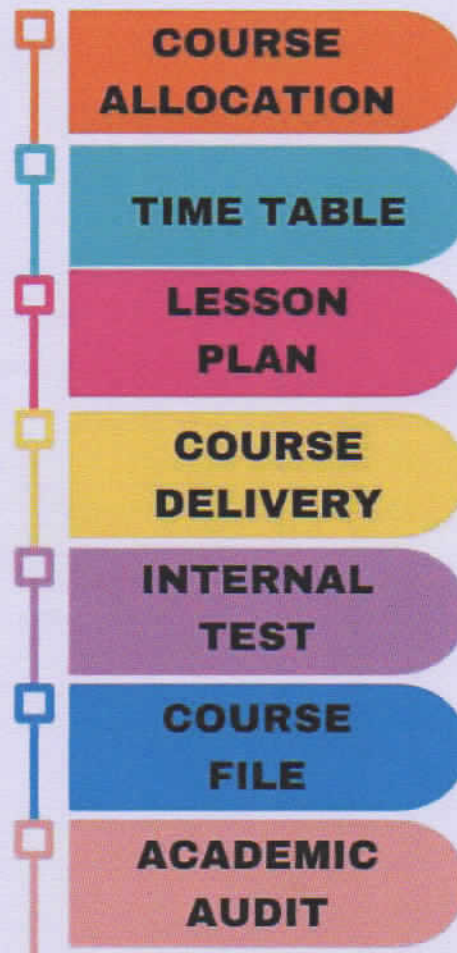 COURSE
ALLOCATION
TIME TABLE
LESSON
PLAN
COURSE
DELIVERY
INTERNAL
TEST
COURSE
FILE
ACADEMIC
AUDIT